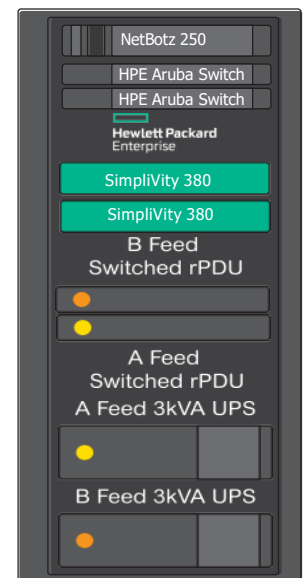 NetBotz 250
HPE Aruba Switch
HPE Aruba Switch
Hewlett Packard
Enterprise
SimpliVity 380
SimpliVity 380
B Feed
Switched rPDU
A Feed
Switched rPDU
A Feed 3kVA UPS
B Feed 3kVA UPS